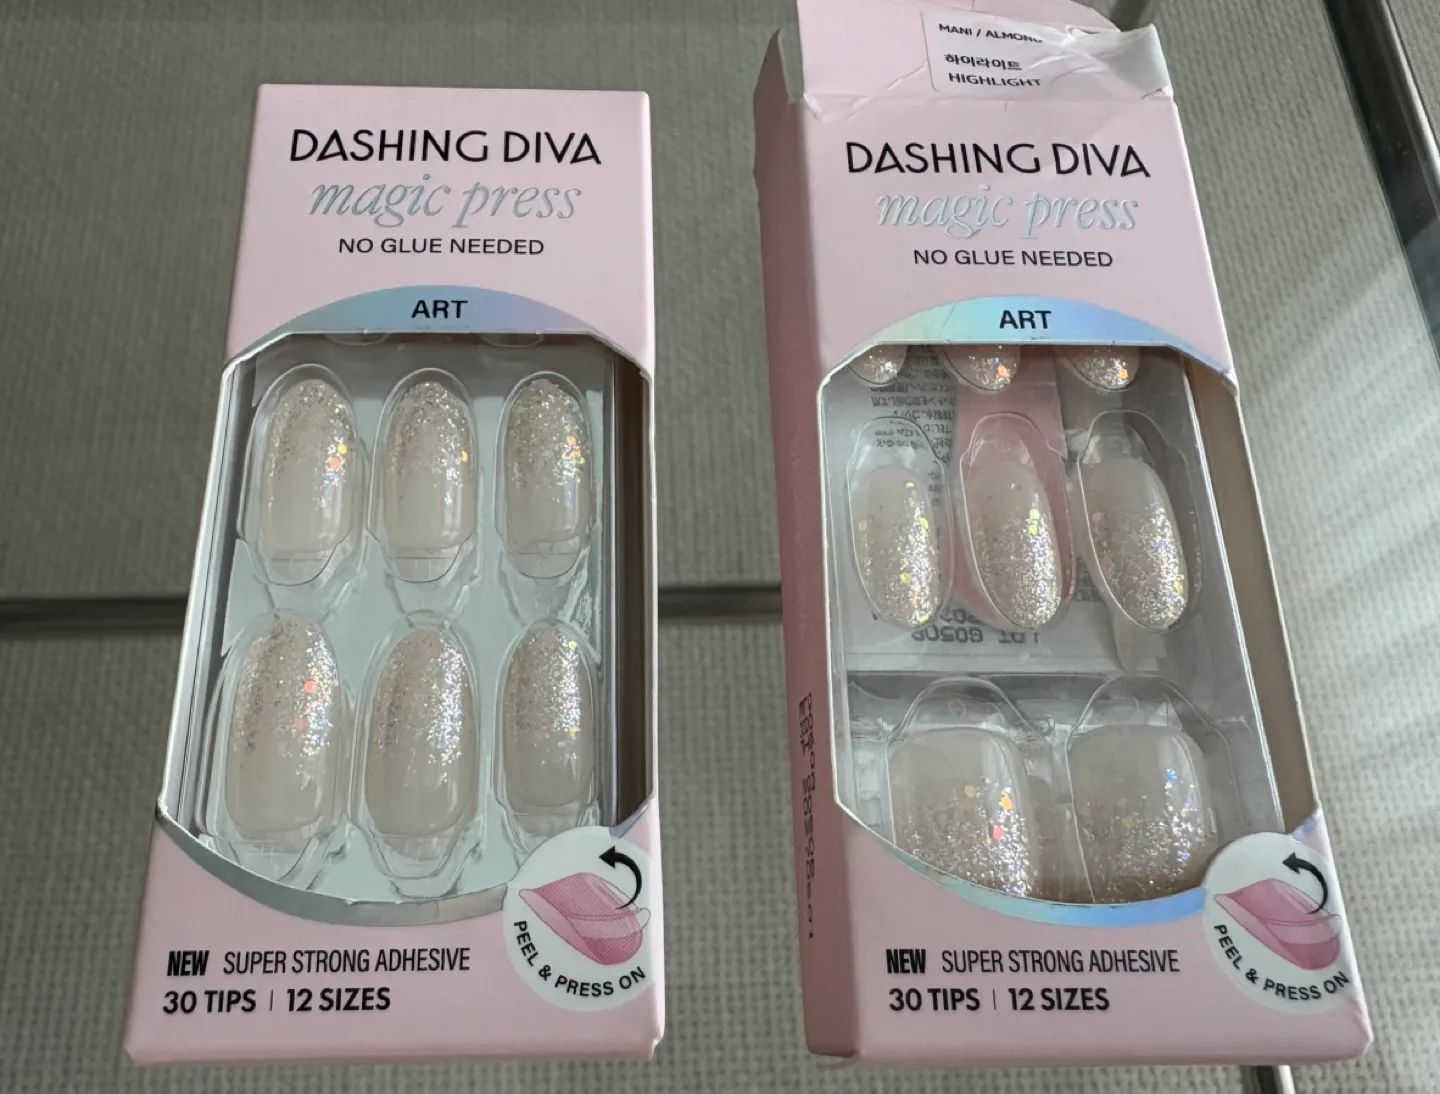 DASHING DIVA
magic press
NO GLUE NEEDED
ART
PEEL & PRESS ON
NEW SUPER STRONG ADHESIVE
30 TIPS | 12 SIZES
MANI / ALMOND
하이라이트
HIGHLIGHT
DASHING DIVA
magic press
NO GLUE NEEDED
ART
PEEL & PRESS ON
NEW SUPER STRONG ADHESIVE
30 TIPS | 12 SIZES